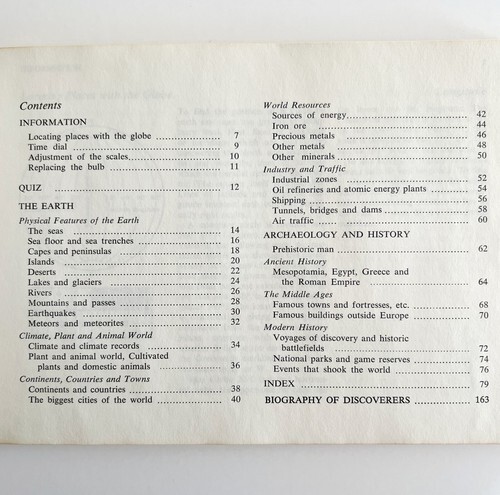 Contents
INFORMATION
Locating places with the globe ........................ 7
Time dial ........................ 9
Adjustment of the scales ........................ 10
Replacing the bulb ........................ 11
QUIZ ........................ 12
THE EARTH
Physical Features of the Earth
The seas ........................ 14
Sea floor and sea trenches ........................ 16
Capes and peninsulas ........................ 18
Islands ........................ 20
Deserts ........................ 22
Lakes and glaciers ........................ 24
Rivers ........................ 26
Mountains and passes ........................ 28
Earthquakes ........................ 30
Meteors and meteorites ........................ 32
Climate, Plant and Animal World
Climate and climate records ........................ 34
Plant and animal world, Cultivated
plants and domestic animals ........................ 36
Continents, Countries and Towns
Continents and countries ........................ 38
The biggest cities of the world ........................ 40
World Resources
Sources of energy ........................ 42
Iron ore ........................ 44
Precious metals ........................ 46
Other metals ........................ 48
Other minerals ........................ 50
Industry and Traffic
Industrial zones ........................ 52
Oil refineries and atomic energy plants ........................ 54
Shipping ........................ 56
Tunnels, bridges and dams ........................ 58
Air traffic ........................ 60
ARCHAEOLOGY AND HISTORY
Prehistoric man ........................ 62
Ancient History
Mesopotamia, Egypt, Greece and
the Roman Empire ........................ 64
The Middle Ages
Famous towns and fortresses, etc. ........................ 68
Famous buildings outside Europe ........................ 70
Modern History
Voyages of discovery and historic
battlefields ........................ 72
National parks and game reserves ........................ 74
Events that shook the world ........................ 76
INDEX ........................ 79
BIOGRAPHY OF DISCOVERERS ........................ 163